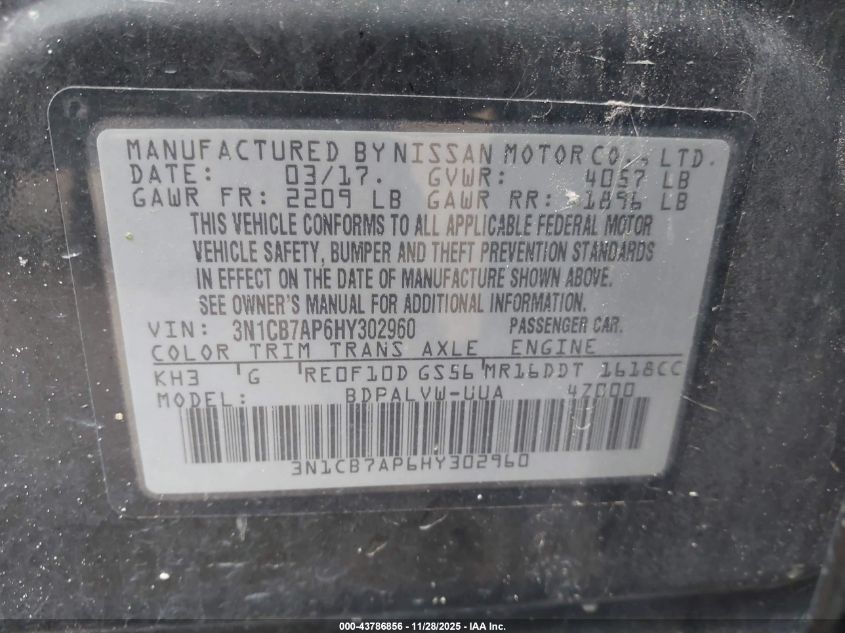 MANUFACTURED BY NISSAN MOTOR CO., LTD.
DATE: 03/17. GVWR: 4057 LB
GAWR FR: 2209 LB GAWR RR: 1896 LB
THIS VEHICLE CONFORMS TO ALL APPLICABLE FEDERAL MOTOR
VEHICLE SAFETY, BUMPER AND THEFT PREVENTION STANDARDS
IN EFFECT ON THE DATE OF MANUFACTURE SHOWN ABOVE.
SEE OWNER'S MANUAL FOR ADDITIONAL INFORMATION.
VIN: 3N1CB7AP6HY302960 PASSENGER CAR.
COLOR TRIM TRANS AXLE ENGINE
KH3 G RE0F10D GS56 MR16DDT 1618CC
MODEL: BDPALVW-UUA 47000
3N1CB7AP6HY302960
000-43786856 - 11/28/2025 - IAA Inc.